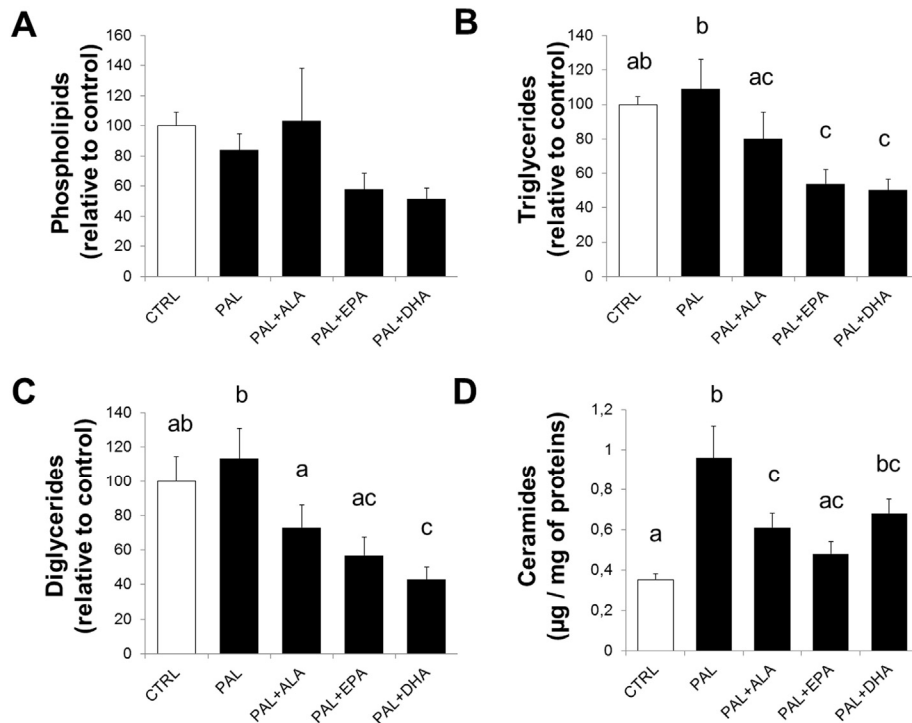 A
Phospholipids
(relative to control)
160
140
120
100
80
60
40
20
0
CTRL
PAL
PAL+ALA
PAL+EPA
PAL+DHA
B
Triglycerides
(relative to control)
140
120
100
80
60
40
20
0
ab
b
ac
c
c
CTRL
PAL
PAL+ALA
PAL+EPA
PAL+DHA
C
Diglycerides
(relative to control)
140
120
100
80
60
40
20
0
ab
b
a
ac
c
CTRL
PAL
PAL+ALA
PAL+EPA
PAL+DHA
D
Ceramides
(µg / mg of proteins)
1,2
1
0,8
0,6
0,4
0,2
0
a
b
c
ac
bc
CTRL
PAL
PAL+ALA
PAL+EPA
PAL+DHA